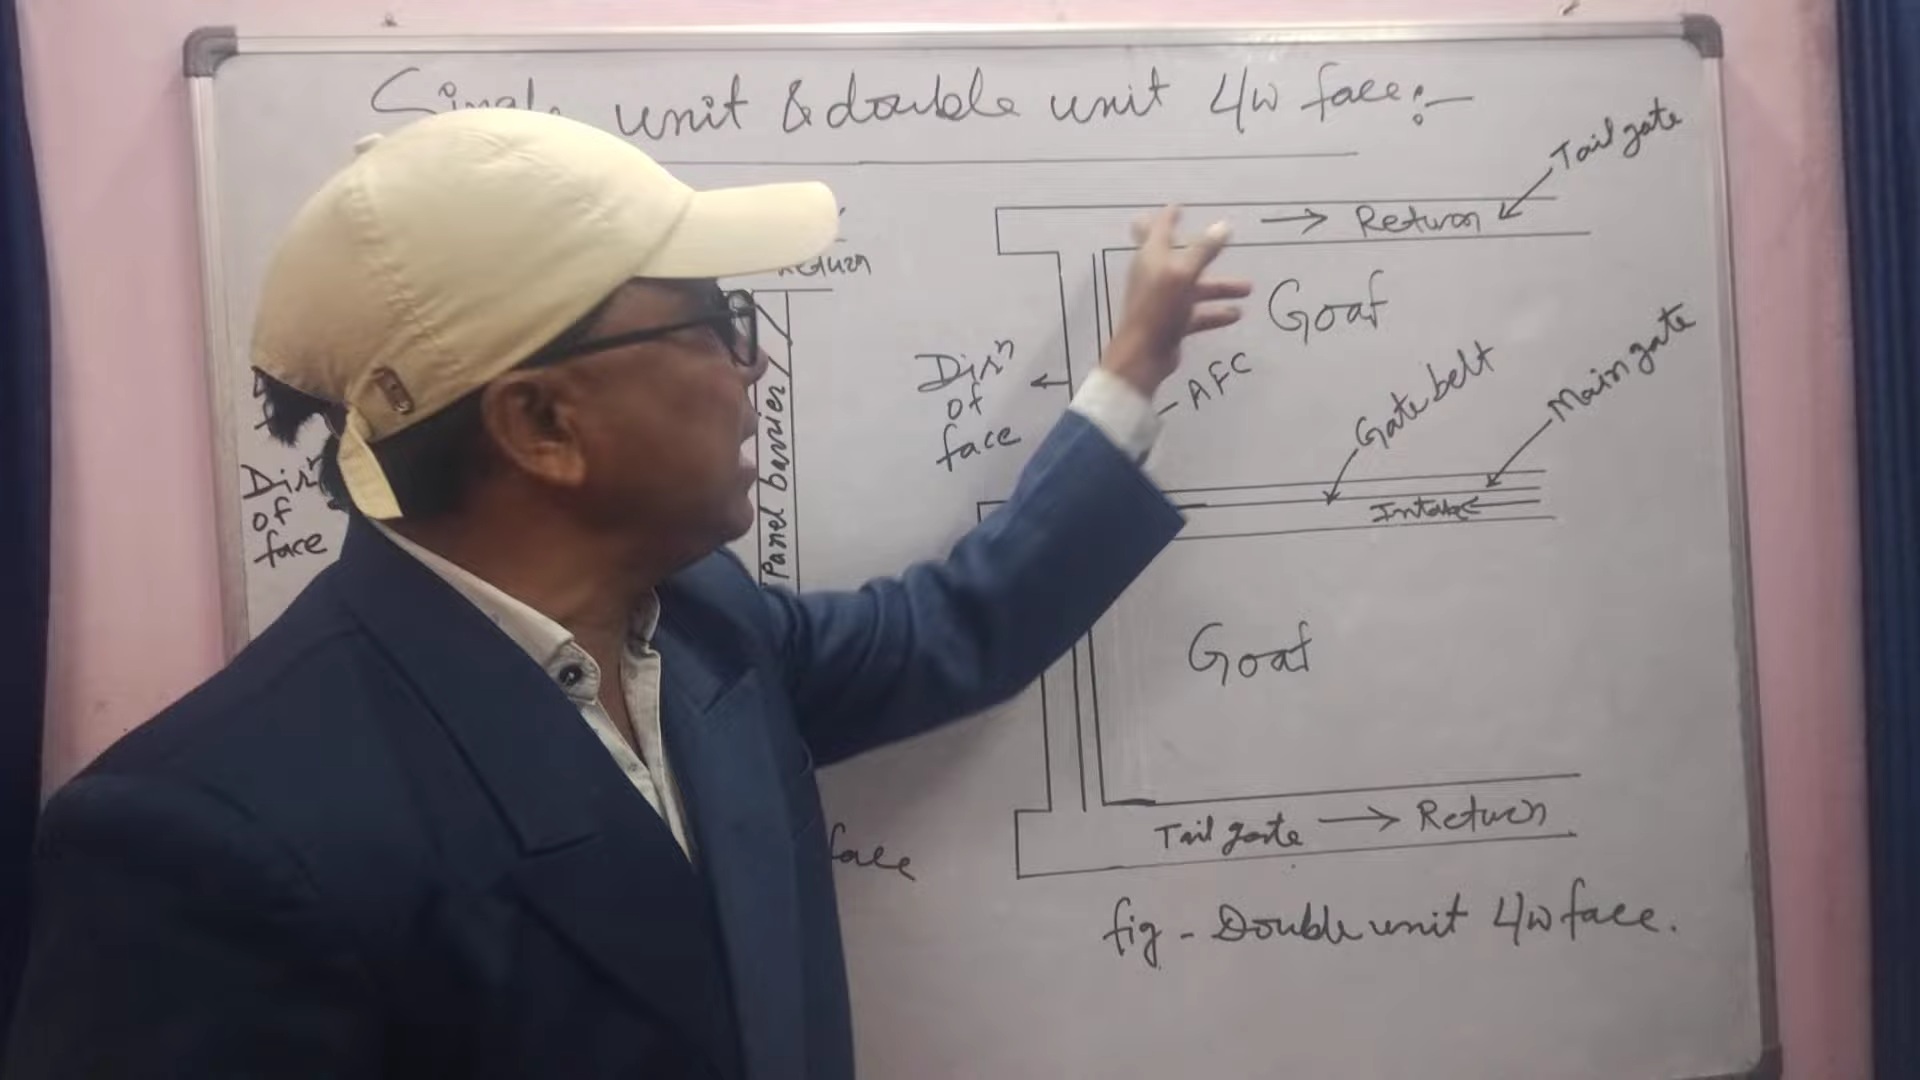 unit & double unit LW face:-
Tail gate
→ Return
Return
Goaf
Dirn
of
face
AFC
Gate belt
Main gate
Panel barrier
Dirn
of
face
Intake
Goaf
Tail gate → Return
face
fig - Double unit LW face.